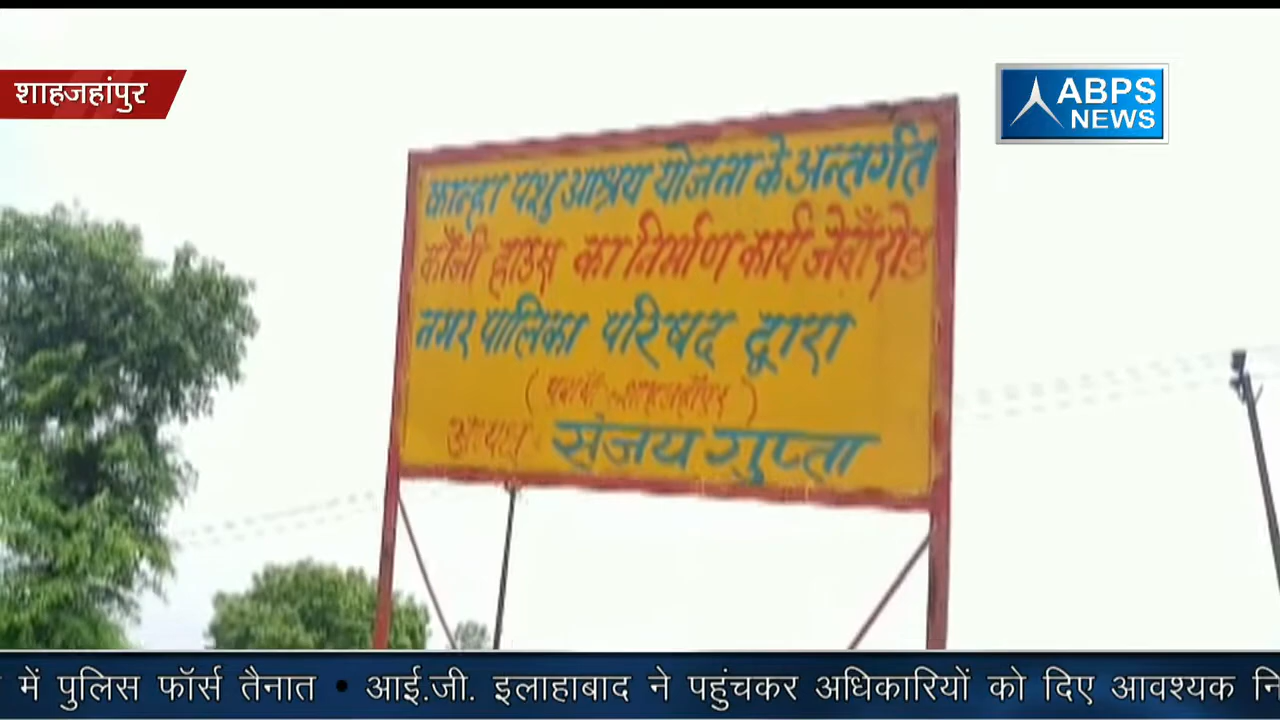 शाहजहांपुर
ABPS
NEWS
कान्हा पशु आश्रय योजना के अन्तर्गत
काँजी हाउस का निर्माण कार्य जेवाँ रोड
नगर पालिका परिषद द्वारा
( पुवायाँ - शाहजहाँपुर )
अध्यक्ष - संजय गुप्ता
में पुलिस फॉर्स तैनात • आई.जी. इलाहाबाद ने पहुंचकर अधिकारियों को दिए आवश्यक नि